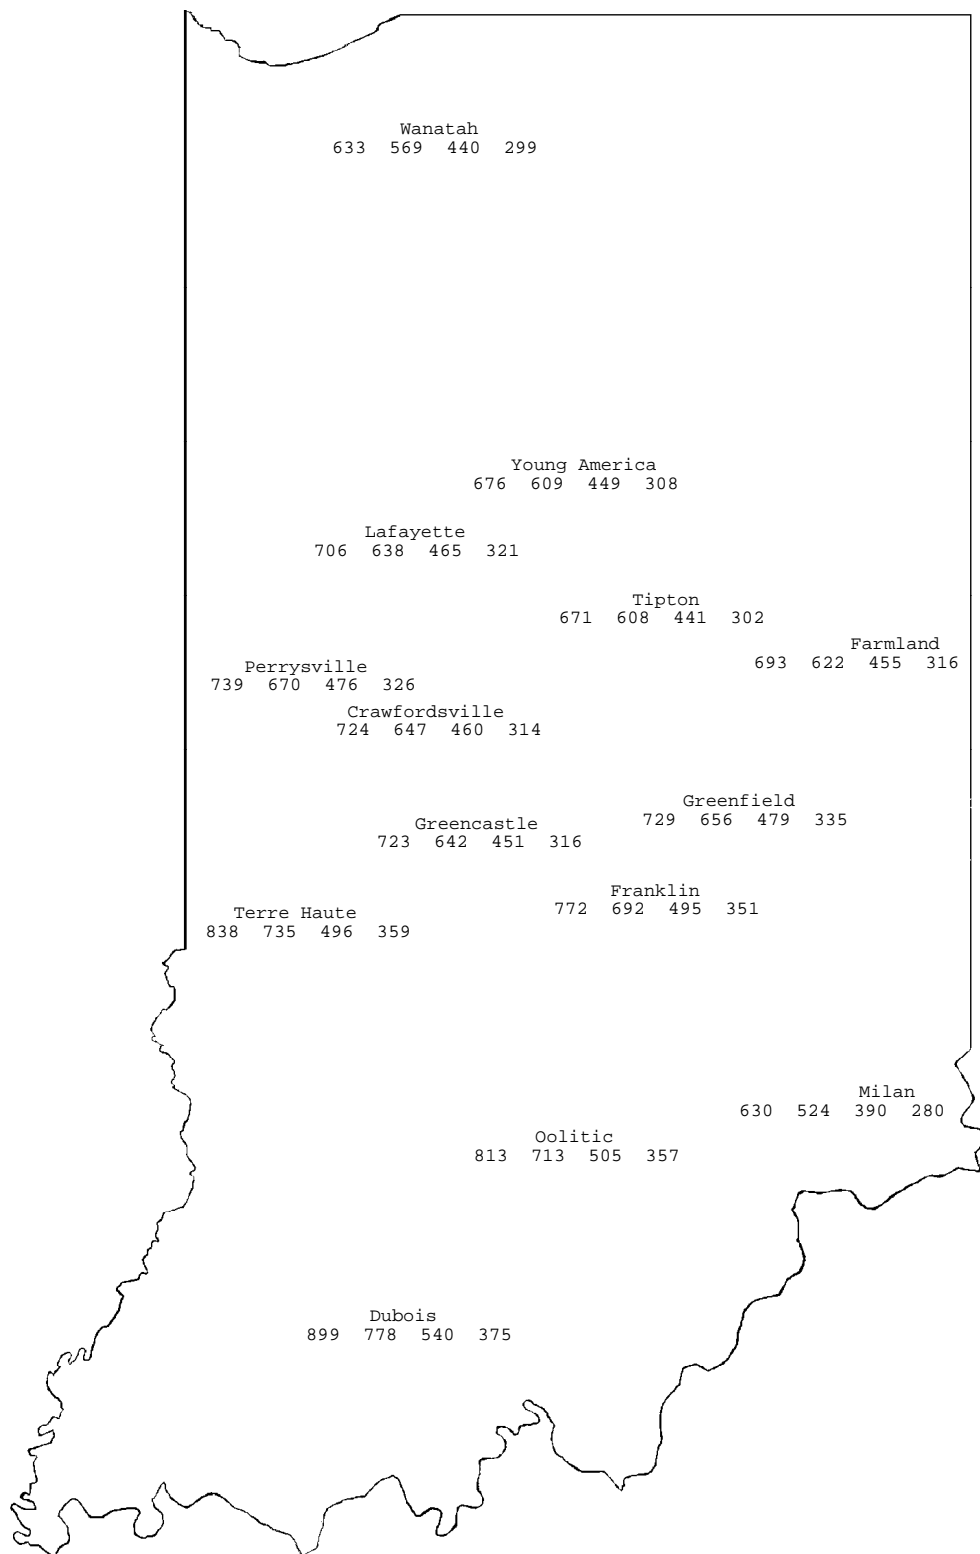 Wanatah
633 569 440 299
Young America
676 609 449 308
Lafayette
706 638 465 321
Tipton
671 608 441 302
Farmland
693 622 455 316
Perrysville
739 670 476 326
Crawfordsville
724 647 460 314
Greenfield
729 656 479 335
Greencastle
723 642 451 316
Franklin
772 692 495 351
Terre Haute
838 735 496 359
Milan
630 524 390 280
Oolitic
813 713 505 357
Dubois
899 778 540 375